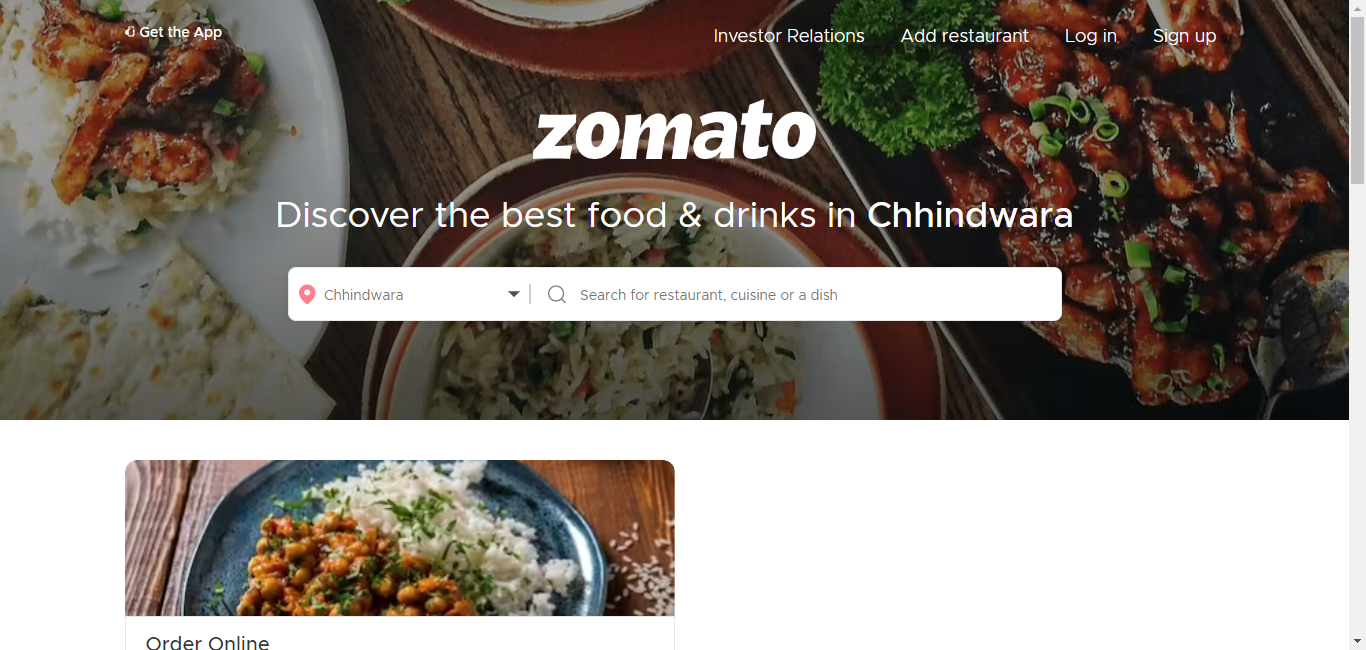 Get the App
Investor Relations
Add restaurant
Log in
Sign up
zomato
Discover the best food & drinks in Chhindwara
Chhindwara
Search for restaurant, cuisine or a dish
Order Online